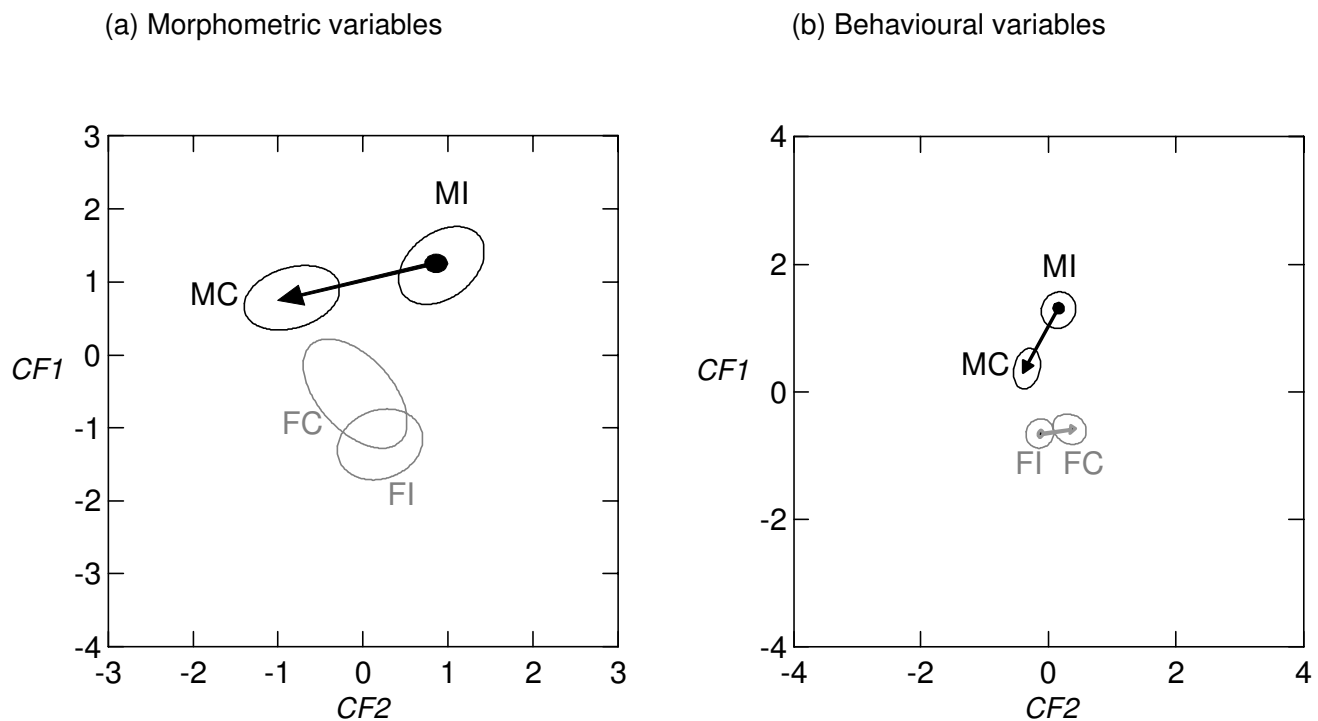 (a) Morphometric variables
(b) Behavioural variables
3
2
1
0
-1
-2
-3
-4
CF1
MI
MC
FC
FI
-3 -2 -1 0 1 2 3
CF2
4
2
0
-2
-4
CF1
MI
MC
FI FC
-4 -2 0 2 4
CF2